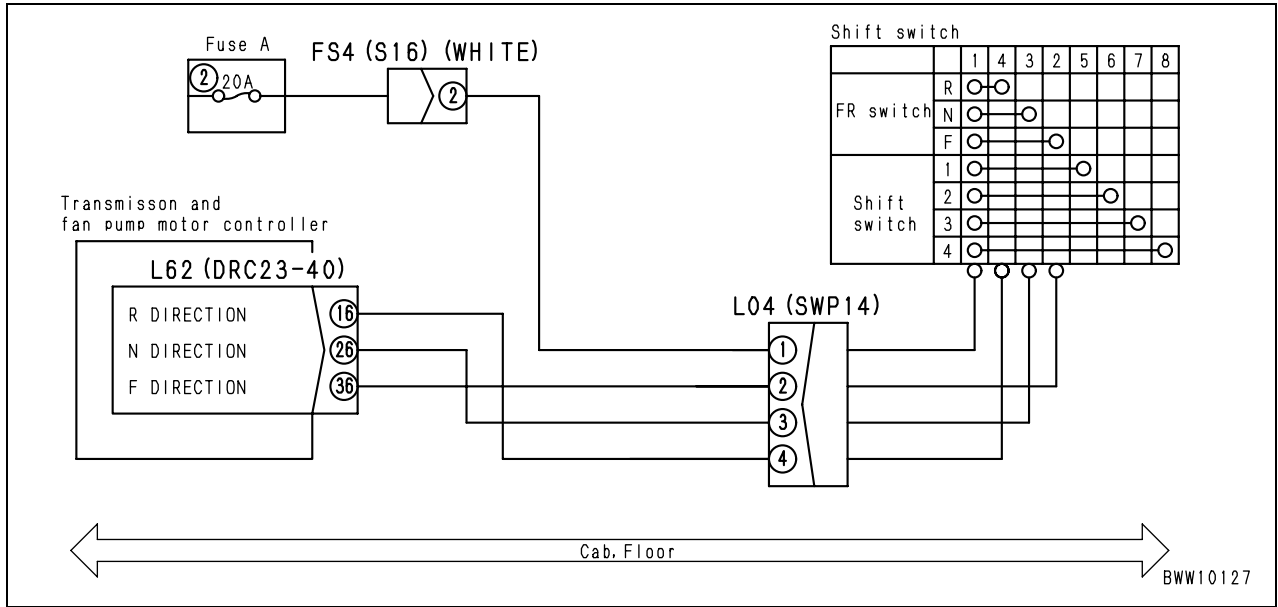 Shift switch
Fuse A
FS4 (S16) (WHITE)
2 20A
2
1 4 3 2 5 6 7 8
R
FR switch N
F
1
Shift switch 2
3
4
Transmisson and
fan pump motor controller
L62 (DRC23-40)
R DIRECTION 16
N DIRECTION 26
F DIRECTION 36
L04 (SWP14)
1
2
3
4
Cab, Floor
BWW10127